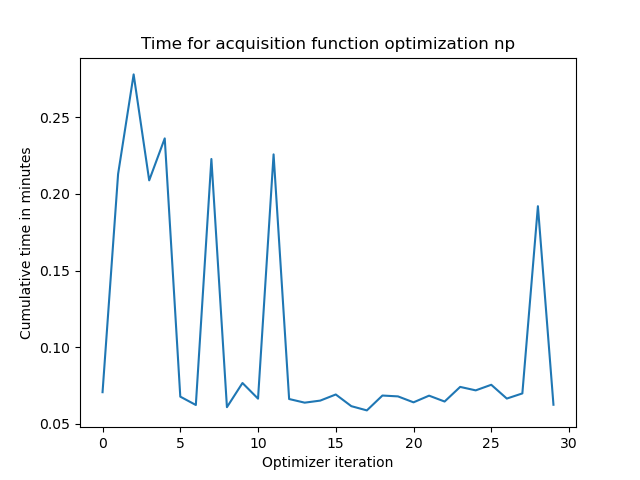 Time for acquisition function optimization np
Cumulative time in minutes
0.25
0.20
0.15
0.10
0.05
0 5 10 15 20 25 30
Optimizer iteration